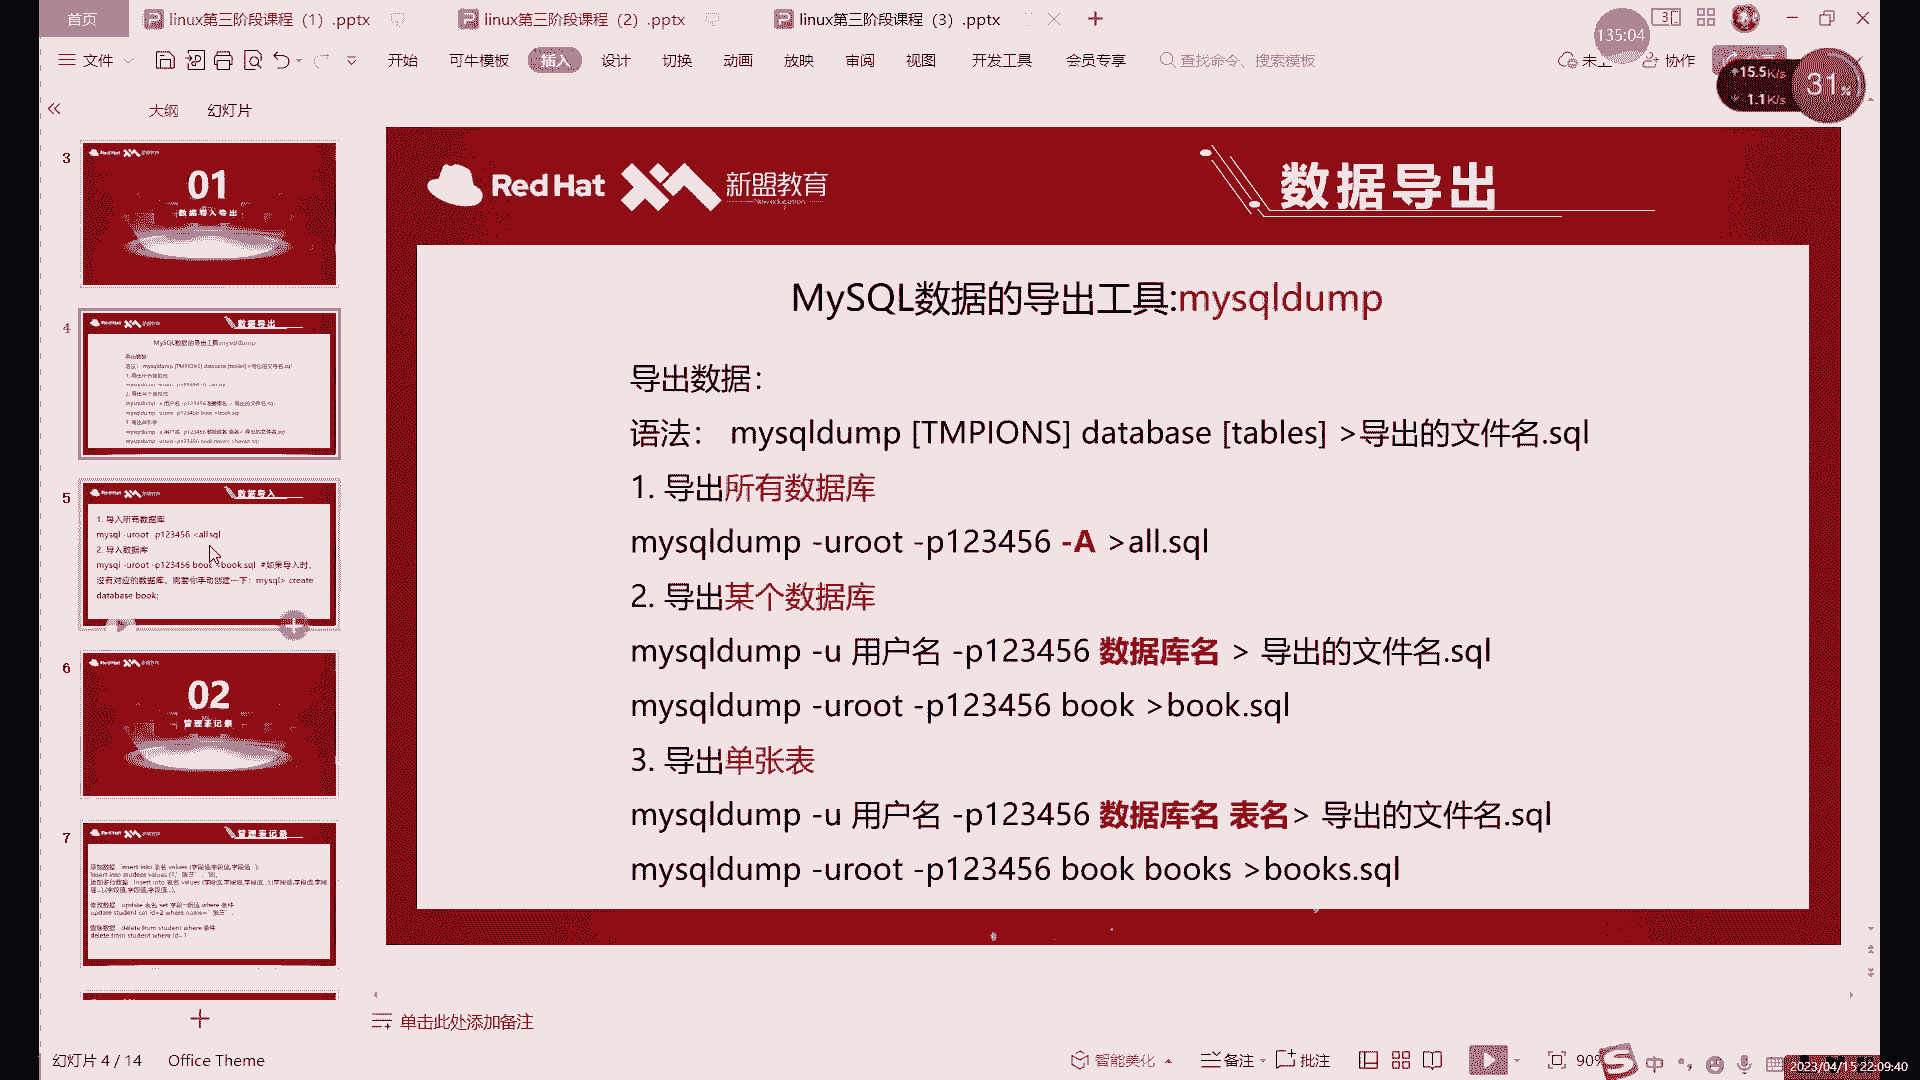 首页
linux第三阶段课程（1）.pptx
linux第三阶段课程（2）.pptx
linux第三阶段课程（3）.pptx
135:04
文件
开始 可牛模板 插入 设计 切换 动画 放映 审阅 视图 开发工具 会员专享
查找命令、搜索模板
协作
15.5K/s
1.1K/s
31%
大纲 幻灯片
3
01
数据导入导出
4
5
数据导入
1. 导入所有数据库
mysql -uroot -p123456 <all.sql
2. 导入数据库
mysql -uroot -p123456 book <book.sql #如果导入时，
没有对应的数据库，需要你手动创建一下：mysql> create
database book;
6
02
管理表记录
7
管理表记录
Red Hat
新盟教育
数据导出
MySQL数据的导出工具:mysqldump
导出数据：
语法： mysqldump [TMPIONS] database [tables] >导出的文件名.sql
1. 导出所有数据库
mysqldump -uroot -p123456 -A >all.sql
2. 导出某个数据库
mysqldump -u 用户名 -p123456 数据库名 > 导出的文件名.sql
mysqldump -uroot -p123456 book >book.sql
3. 导出单张表
mysqldump -u 用户名 -p123456 数据库名 表名> 导出的文件名.sql
mysqldump -uroot -p123456 book books >books.sql
单击此处添加备注
幻灯片 4 / 14
Office Theme
智能美化
备注
批注
90%
中
2023/04/15 22:09:40